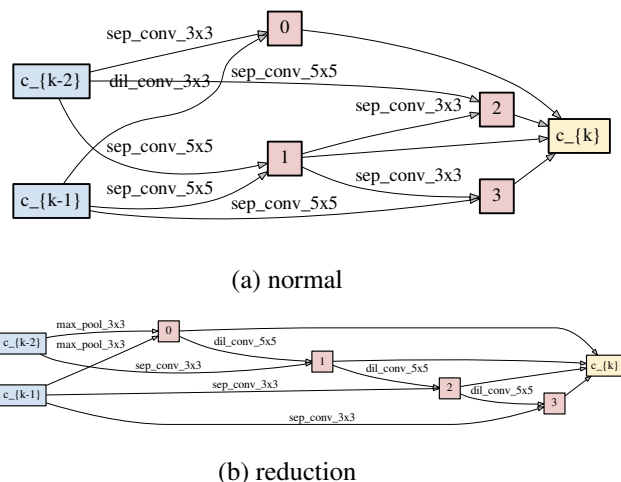 sep_conv_3x3
0
c_{k-2}
dil_conv_3x3
sep_conv_5x5
sep_conv_3x3
2
c_{k}
sep_conv_5x5
1
sep_conv_5x5
sep_conv_3x3
c_{k-1}
sep_conv_5x5
3
(a) normal
max_pool_3x3
0
c_{k-2}
max_pool_3x3
dil_conv_5x5
sep_conv_3x3
1
dil_conv_5x5
c_{k}
c_{k-1}
sep_conv_3x3
2
dil_conv_5x5
3
sep_conv_3x3
(b) reduction